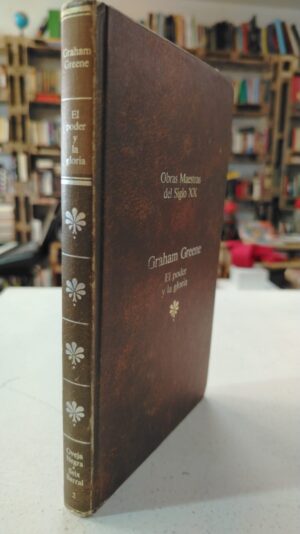 Graham
Greene
El
poder
y la
gloria
Oveja
Negra
Seix
Barral
2
Obras Maestras
del Siglo XX
Graham Greene
El poder
y la gloria